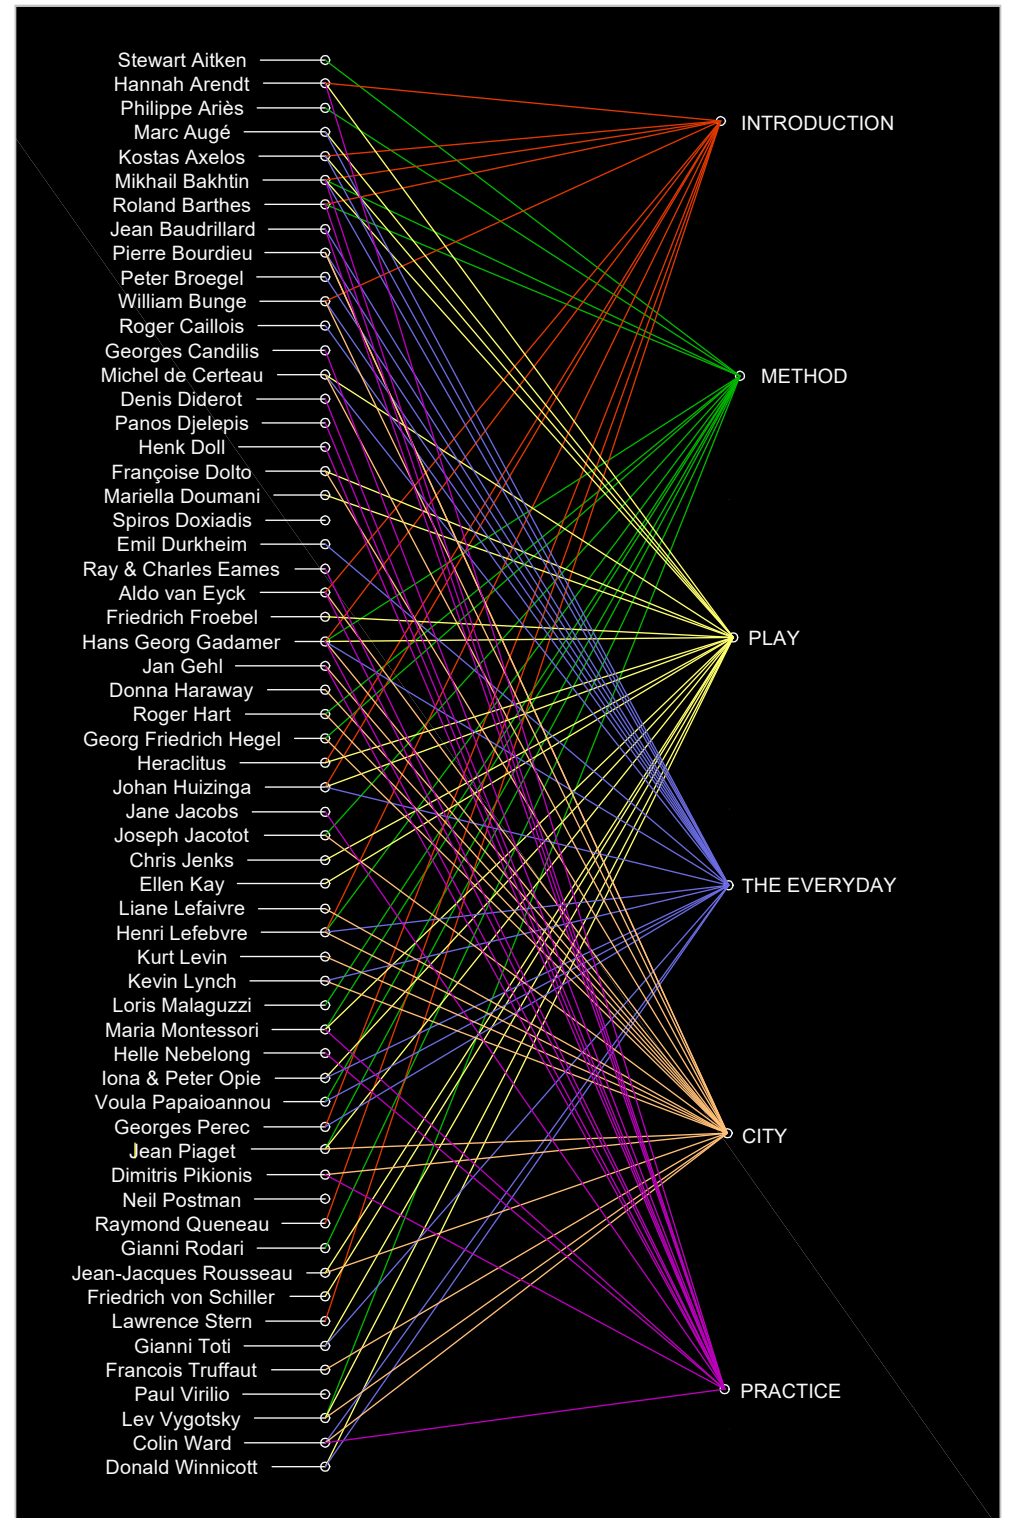 Stewart Aitken
Hannah Arendt
Philippe Ariès
Marc Augé
Kostas Axelos
Mikhail Bakhtin
Roland Barthes
Jean Baudrillard
Pierre Bourdieu
Peter Broegel
William Bunge
Roger Caillois
Georges Candilis
Michel de Certeau
Denis Diderot
Panos Djelepis
Henk Doll
Françoise Dolto
Mariella Doumani
Spiros Doxiadis
Emil Durkheim
Ray & Charles Eames
Aldo van Eyck
Friedrich Froebel
Hans Georg Gadamer
Jan Gehl
Donna Haraway
Roger Hart
Georg Friedrich Hegel
Heraclitus
Johan Huizinga
Jane Jacobs
Joseph Jacotot
Chris Jenks
Ellen Kay
Liane Lefaivre
Henri Lefebvre
Kurt Levin
Kevin Lynch
Loris Malaguzzi
Maria Montessori
Helle Nebelong
Iona & Peter Opie
Voula Papaioannou
Georges Perec
Jean Piaget
Dimitris Pikionis
Neil Postman
Raymond Queneau
Gianni Rodari
Jean-Jacques Rousseau
Friedrich von Schiller
Lawrence Stern
Gianni Toti
Francois Truffaut
Paul Virilio
Lev Vygotsky
Colin Ward
Donald Winnicott
INTRODUCTION
METHOD
PLAY
THE EVERYDAY
CITY
PRACTICE